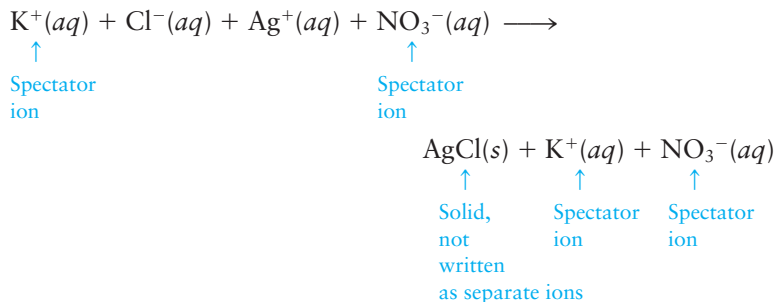 K⁺(aq) + Cl⁻(aq) + Ag⁺(aq) + NO₃⁻(aq) ⟶
↑ ↑
Spectator Spectator
ion ion
AgCl(s) + K⁺(aq) + NO₃⁻(aq)
↑ ↑ ↑
Solid, Spectator Spectator
not ion ion
written
as separate ions